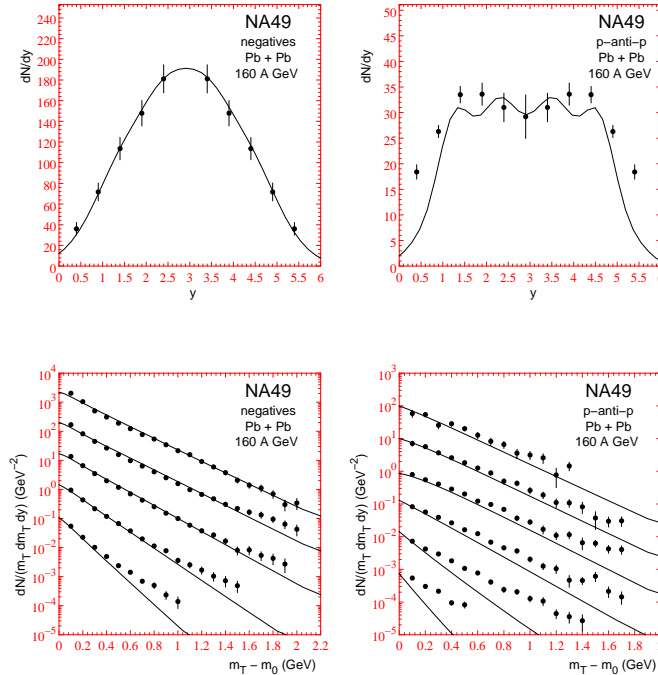 NA49
negatives
Pb + Pb
160 A GeV
dN/dy
240
220
200
180
160
140
120
100
80
60
40
20
0
0 0.5 1 1.5 2 2.5 3 3.5 4 4.5 5 5.5 6
y
NA49
p−anti−p
Pb + Pb
160 A GeV
dN/dy
50
45
40
35
30
25
20
15
10
5
0
0 0.5 1 1.5 2 2.5 3 3.5 4 4.5 5 5.5 6
y
NA49
negatives
Pb + Pb
160 A GeV
dN/(m_T dm_T dy) (GeV^−2)
10^4
10^3
10^2
10
1
10^-1
10^-2
10^-3
10^-4
10^-5
0 0.2 0.4 0.6 0.8 1 1.2 1.4 1.6 1.8 2 2.2
m_T − m_0 (GeV)
NA49
p−anti−p
Pb + Pb
160 A GeV
dN/(m_T dm_T dy) (GeV^−2)
10^3
10^2
10
1
10^-1
10^-2
10^-3
10^-4
10^-5
0 0.2 0.4 0.6 0.8 1 1.2 1.4 1.6 1.8
m_T − m_0 (GeV)